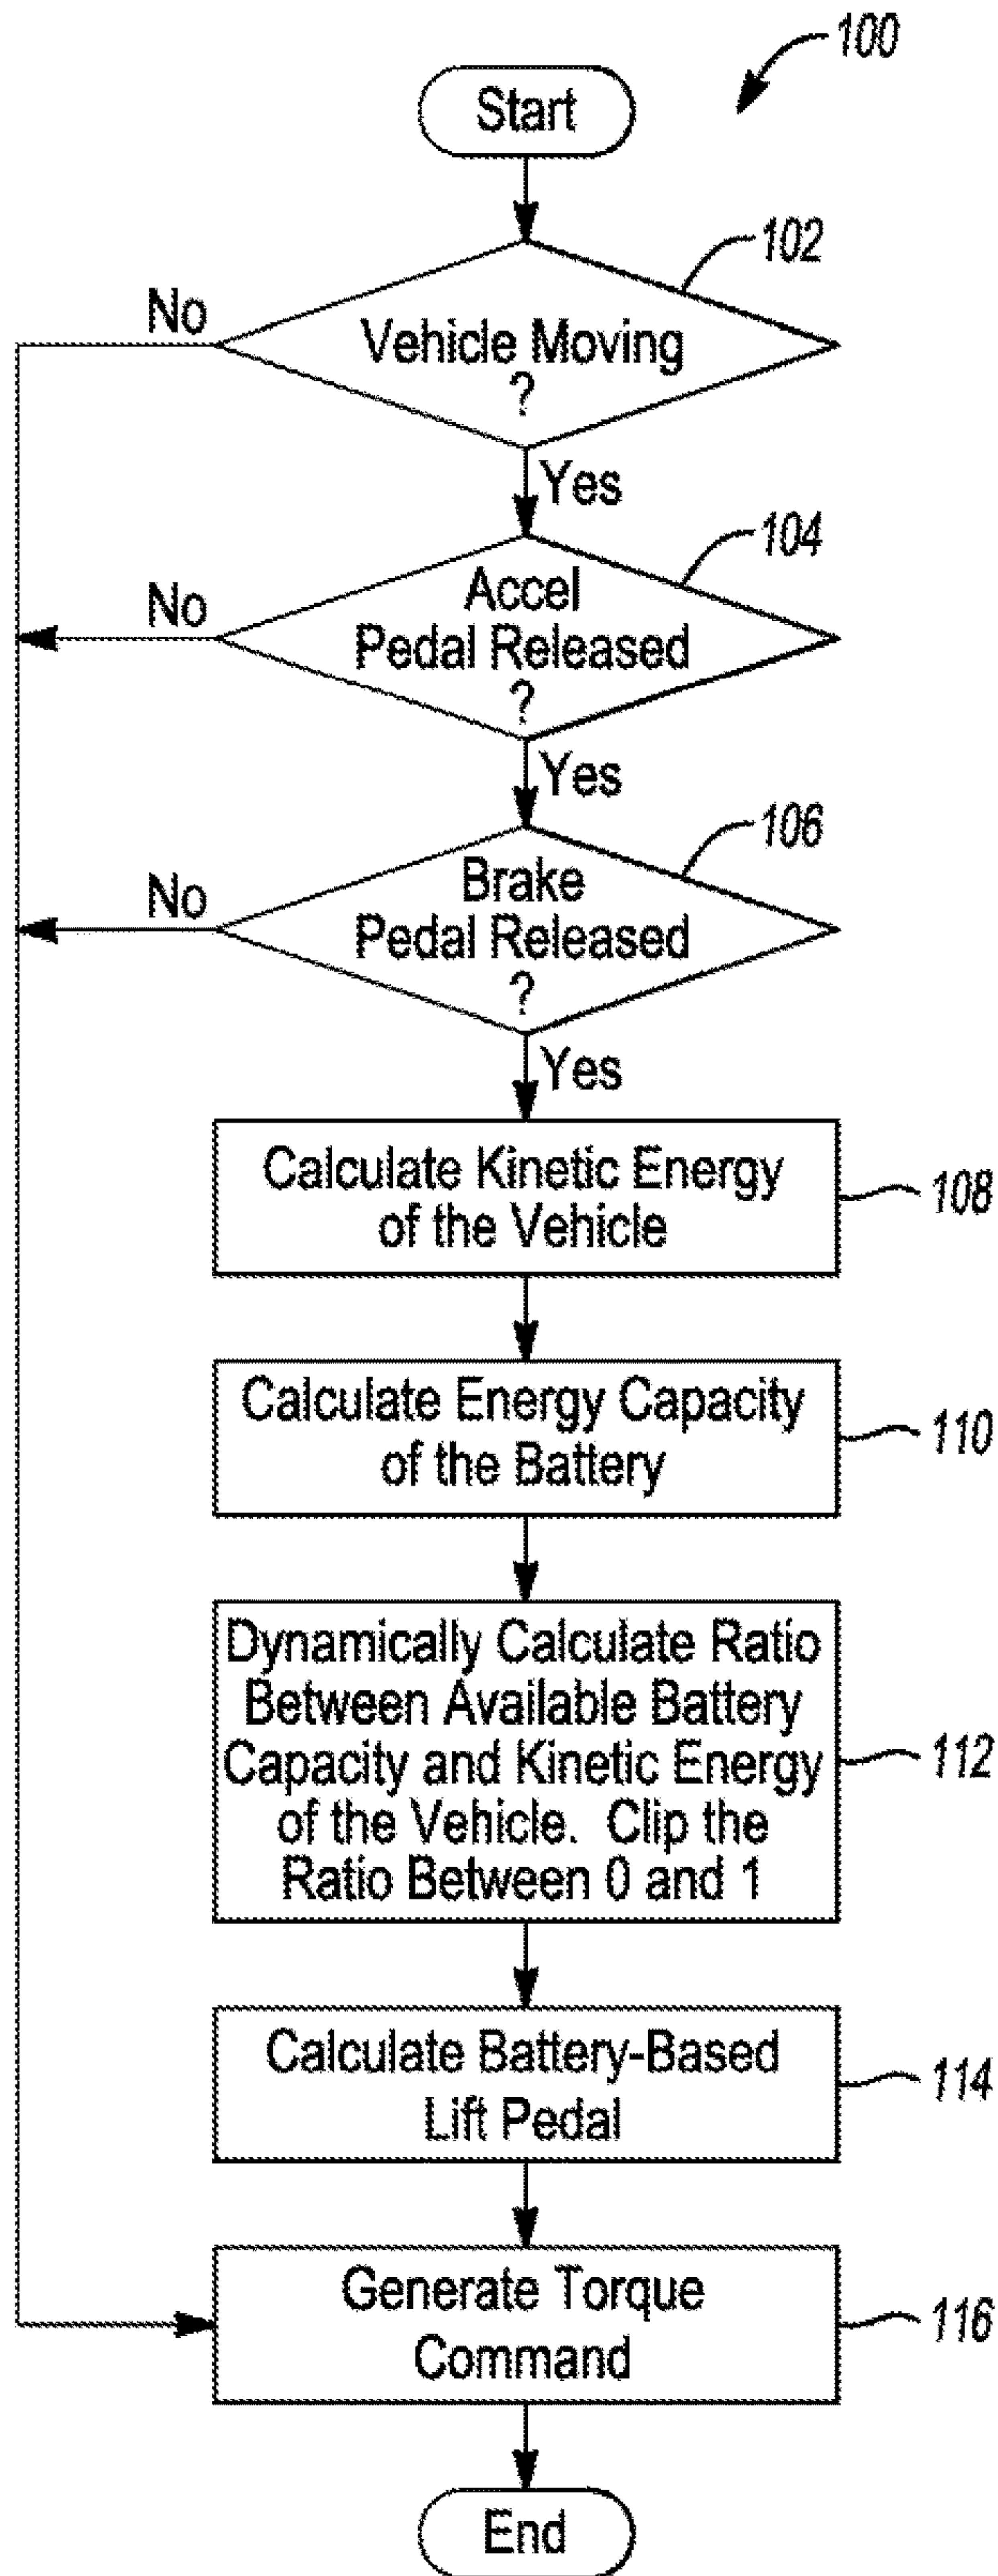 100
Start
102
No
Vehicle Moving
?
Yes
104
No
Accel
Pedal Released
?
Yes
106
No
Brake
Pedal Released
?
Yes
Calculate Kinetic Energy
of the Vehicle
108
Calculate Energy Capacity
of the Battery
110
Dynamically Calculate Ratio
Between Available Battery
Capacity and Kinetic Energy
of the Vehicle. Clip the
Ratio Between 0 and 1
112
Calculate Battery-Based
Lift Pedal
114
Generate Torque
Command
116
End